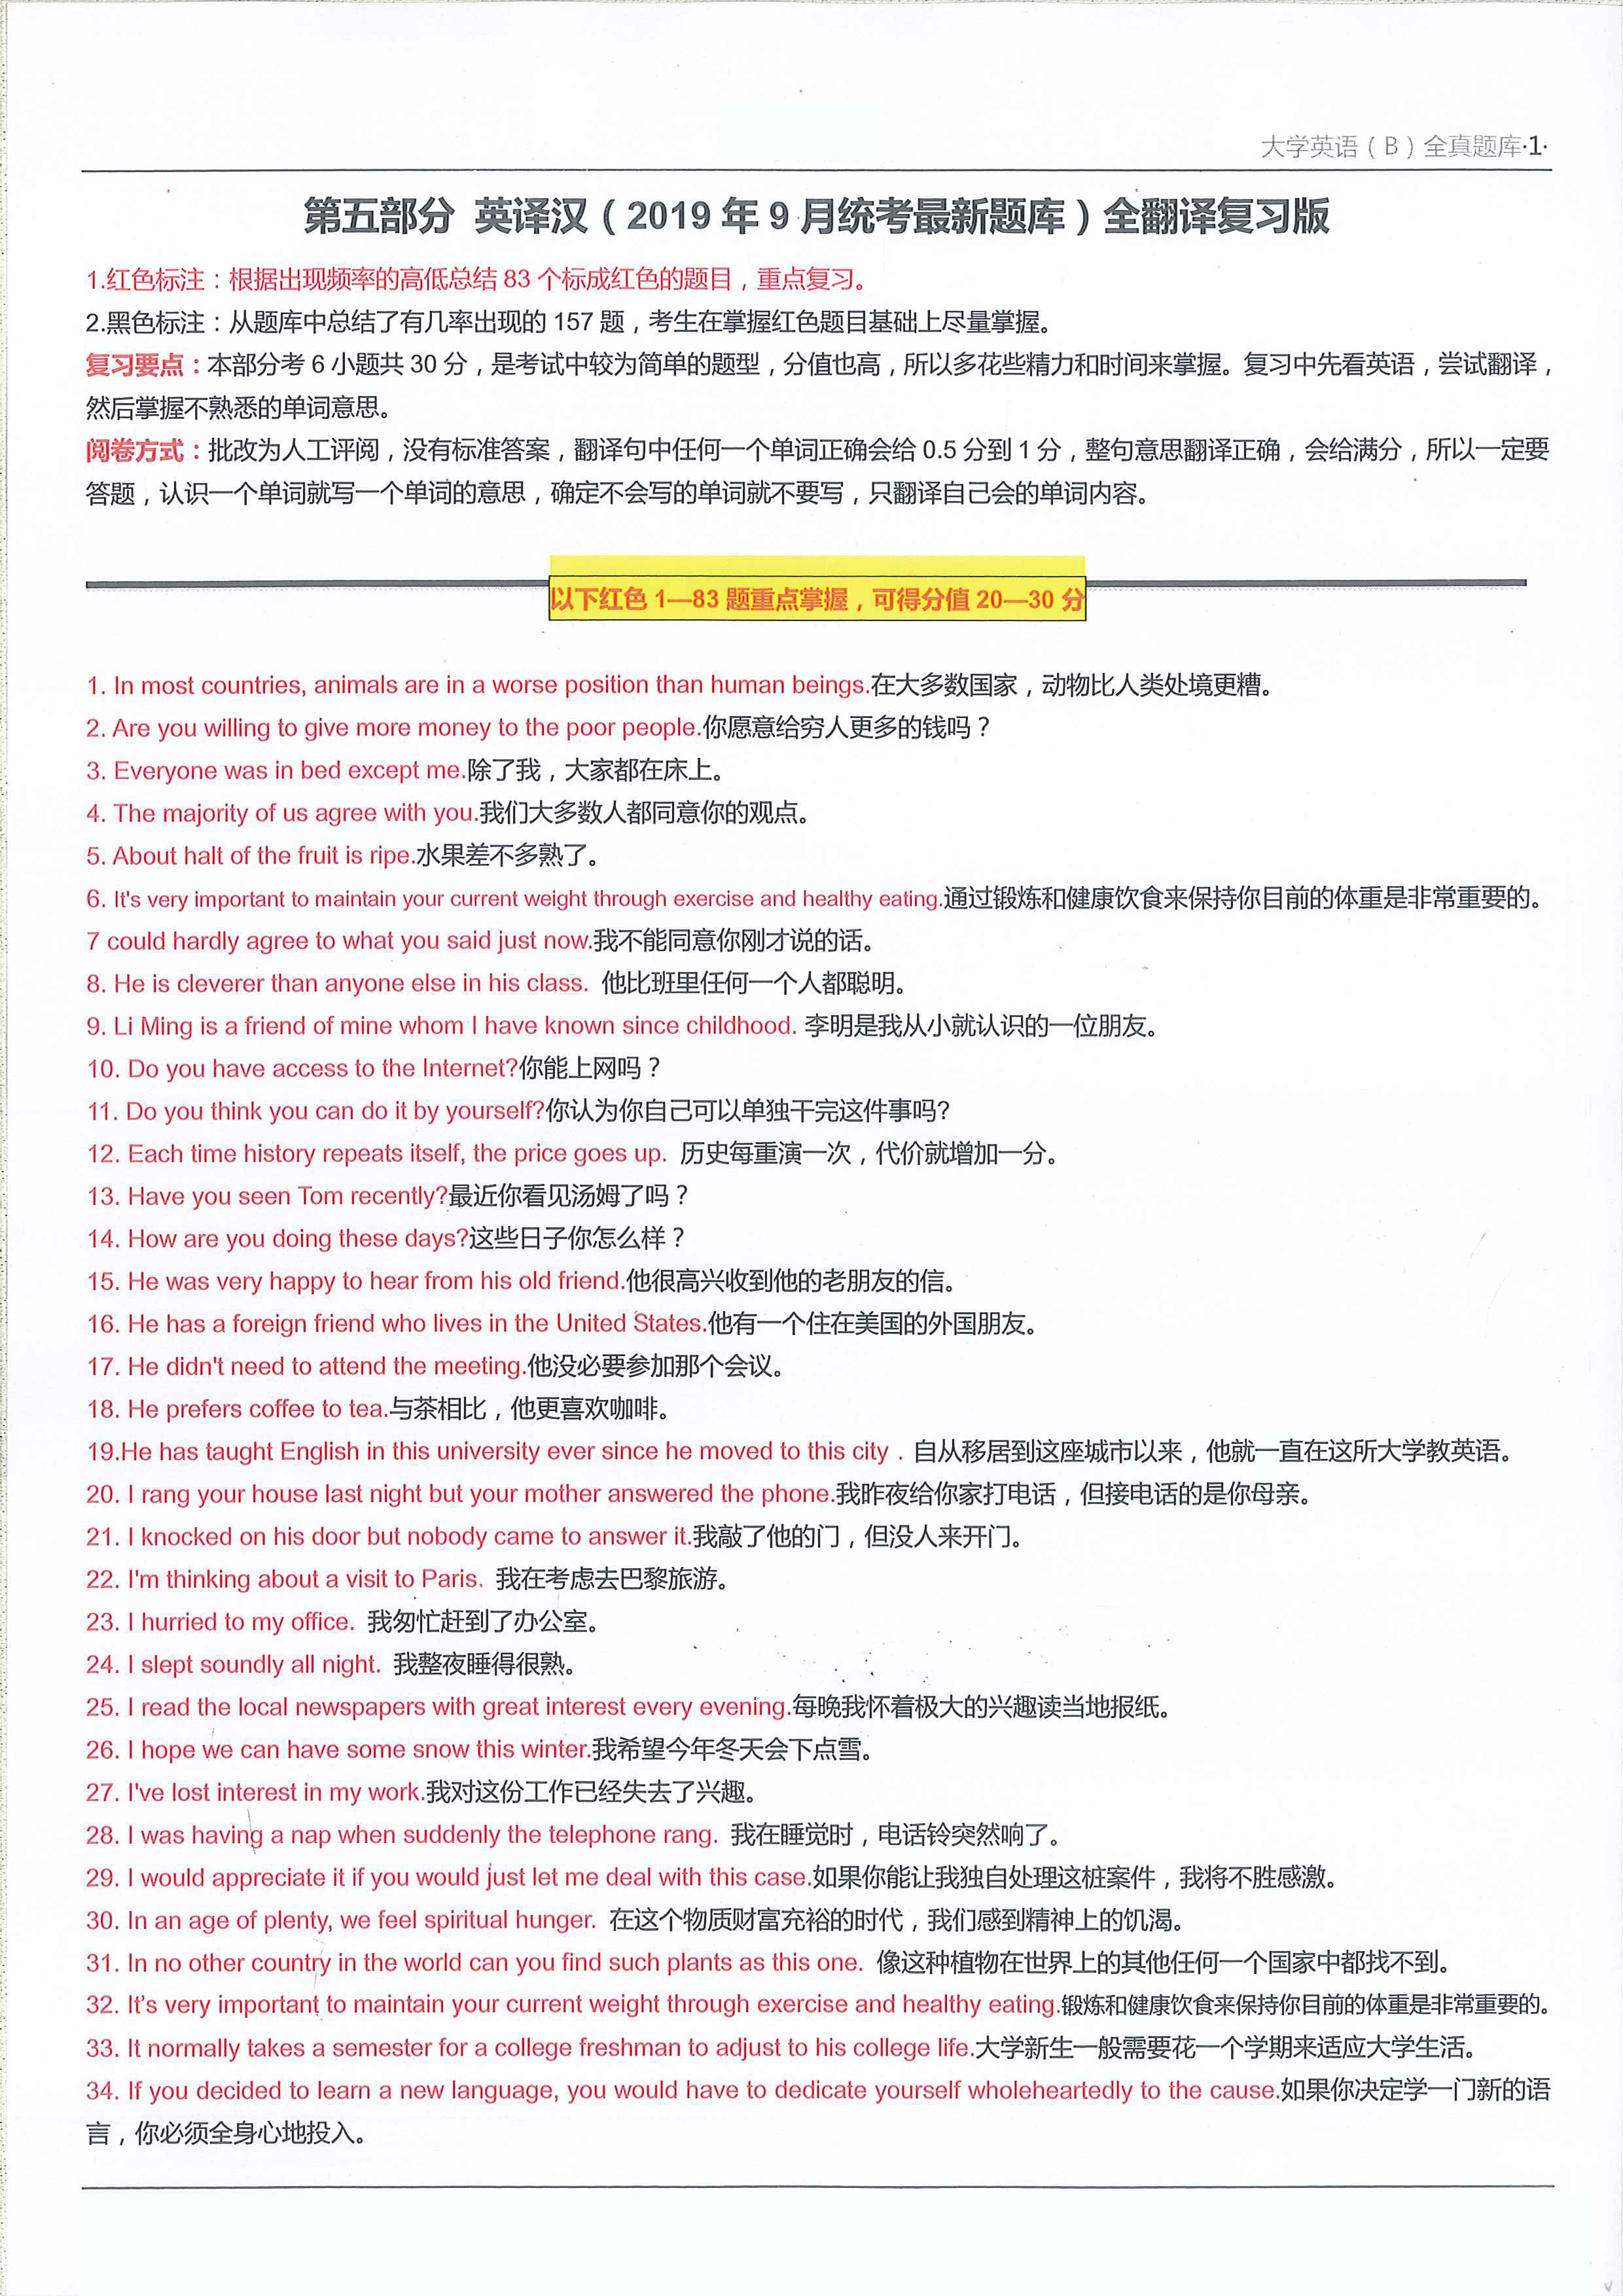 大学英语（B）全真题库·1·
第五部分 英译汉（2019 年 9 月统考最新题库）全翻译复习版
1.红色标注：根据出现频率的高低总结 83 个标成红色的题目，重点复习。
2.黑色标注：从题库中总结了有几率出现的 157 题，考生在掌握红色题目基础上尽量掌握。
复习要点：本部分考 6 小题共 30 分，是考试中较为简单的题型，分值也高，所以多花些精力和时间来掌握。复习中先看英语，尝试翻译，
然后掌握不熟悉的单词意思。
阅卷方式：批改为人工评阅，没有标准答案，翻译句中任何一个单词正确会给 0.5 分到 1 分，整句意思翻译正确，会给满分，所以一定要
答题，认识一个单词就写一个单词的意思，确定不会写的单词就不要写，只翻译自己会的单词内容。
以下红色 1—83 题重点掌握，可得分值 20—30 分
1. In most countries, animals are in a worse position than human beings.在大多数国家，动物比人类处境更糟。
2. Are you willing to give more money to the poor people.你愿意给穷人更多的钱吗？
3. Everyone was in bed except me.除了我，大家都在床上。
4. The majority of us agree with you.我们大多数人都同意你的观点。
5. About halt of the fruit is ripe.水果差不多熟了。
6. It's very important to maintain your current weight through exercise and healthy eating.通过锻炼和健康饮食来保持你目前的体重是非常重要的。
7 could hardly agree to what you said just now.我不能同意你刚才说的话。
8. He is cleverer than anyone else in his class. 他比班里任何一个人都聪明。
9. Li Ming is a friend of mine whom I have known since childhood. 李明是我从小就认识的一位朋友。
10. Do you have access to the Internet?你能上网吗？
11. Do you think you can do it by yourself?你认为你自己可以单独干完这件事吗?
12. Each time history repeats itself, the price goes up. 历史每重演一次，代价就增加一分。
13. Have you seen Tom recently?最近你看见汤姆了吗？
14. How are you doing these days?这些日子你怎么样？
15. He was very happy to hear from his old friend.他很高兴收到他的老朋友的信。
16. He has a foreign friend who lives in the United States.他有一个住在美国的外国朋友。
17. He didn't need to attend the meeting.他没必要参加那个会议。
18. He prefers coffee to tea.与茶相比，他更喜欢咖啡。
19.He has taught English in this university ever since he moved to this city．自从移居到这座城市以来，他就一直在这所大学教英语。
20. I rang your house last night but your mother answered the phone.我昨夜给你家打电话，但接电话的是你母亲。
21. I knocked on his door but nobody came to answer it.我敲了他的门，但没人来开门。
22. I'm thinking about a visit to Paris. 我在考虑去巴黎旅游。
23. I hurried to my office. 我匆忙赶到了办公室。
24. I slept soundly all night. 我整夜睡得很熟。
25. I read the local newspapers with great interest every evening.每晚我怀着极大的兴趣读当地报纸。
26. I hope we can have some snow this winter.我希望今年冬天会下点雪。
27. I've lost interest in my work.我对这份工作已经失去了兴趣。
28. I was having a nap when suddenly the telephone rang. 我在睡觉时，电话铃突然响了。
29. I would appreciate it if you would just let me deal with this case.如果你能让我独自处理这桩案件，我将不胜感激。
30. In an age of plenty, we feel spiritual hunger. 在这个物质财富充裕的时代，我们感到精神上的饥渴。
31. In no other country in the world can you find such plants as this one. 像这种植物在世界上的其他任何一个国家中都找不到。
32. It’s very important to maintain your current weight through exercise and healthy eating.锻炼和健康饮食来保持你目前的体重是非常重要的。
33. It normally takes a semester for a college freshman to adjust to his college life.大学新生一般需要花一个学期来适应大学生活。
34. If you decided to learn a new language, you would have to dedicate yourself wholeheartedly to the cause.如果你决定学一门新的语
言，你必须全身心地投入。